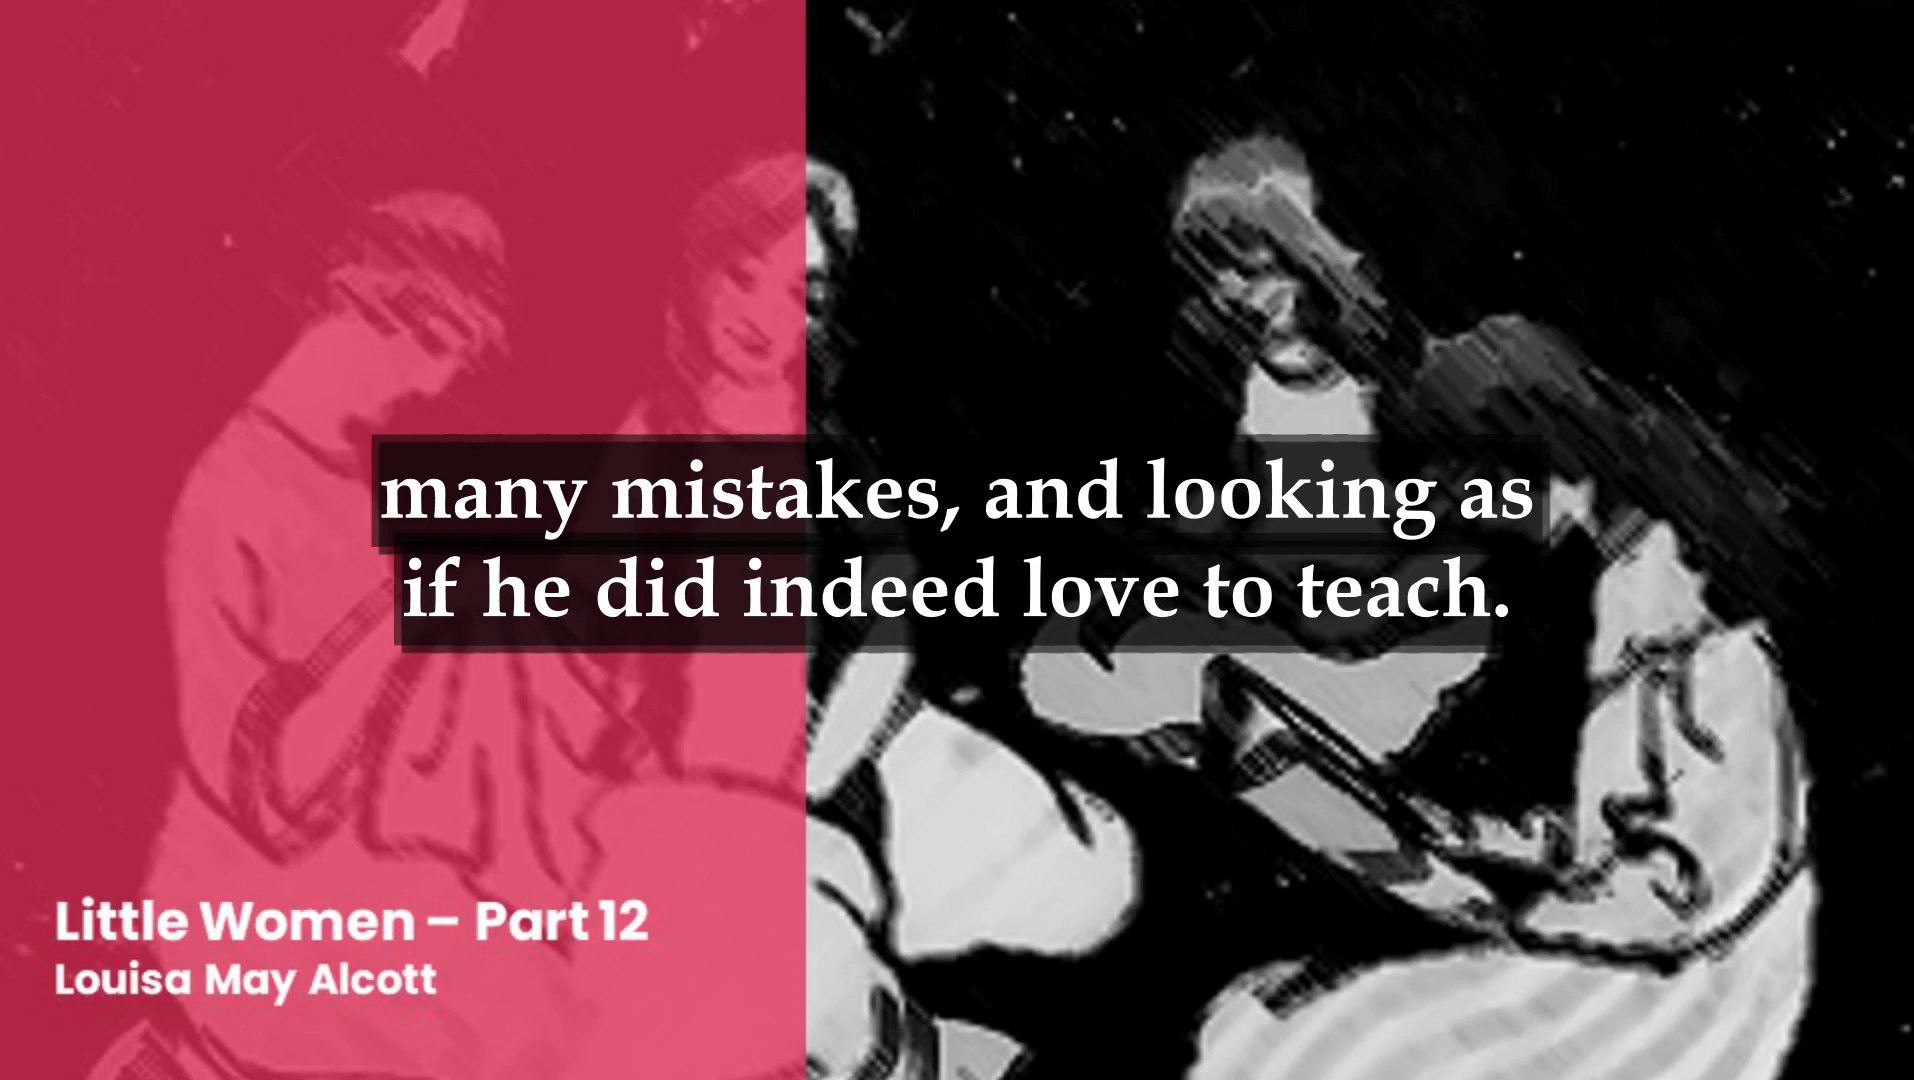 many mistakes, and looking as
if he did indeed love to teach.
Little Women – Part 12
Louisa May Alcott